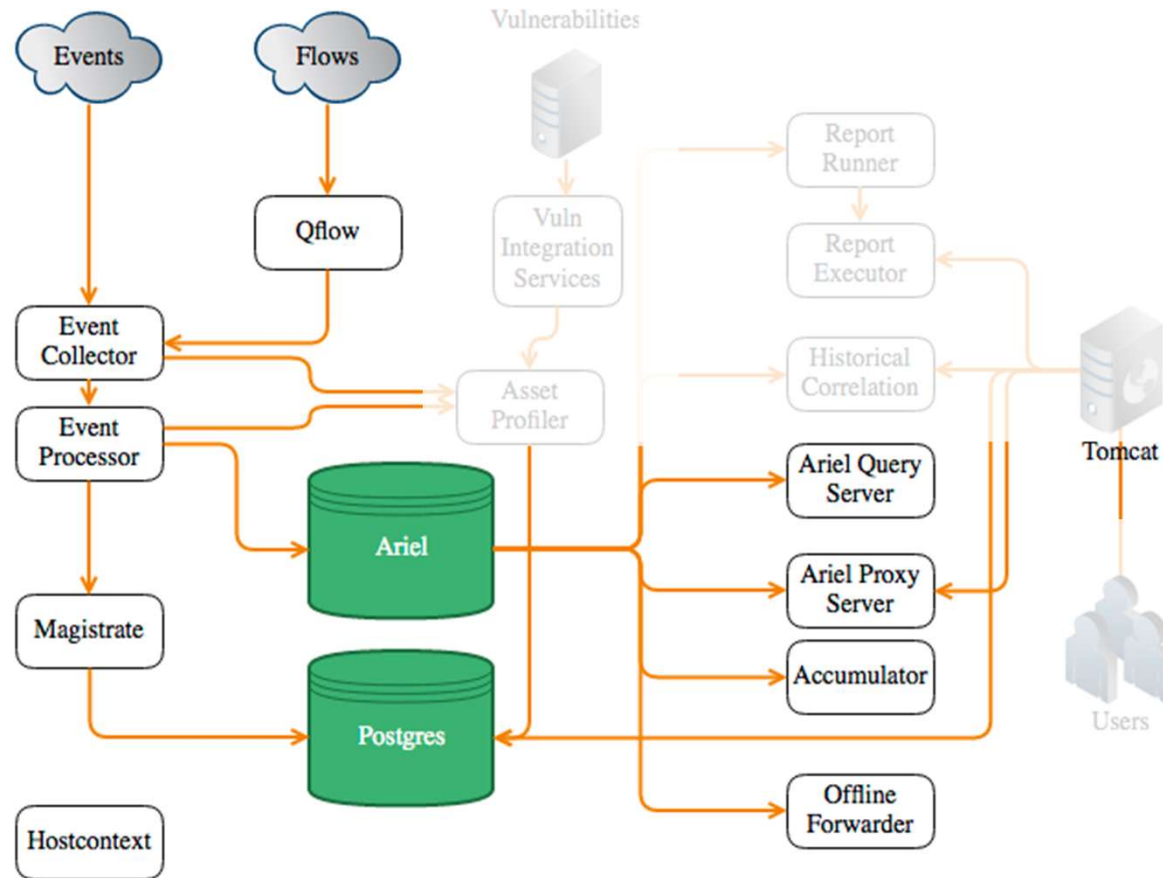 Vulnerabilities
Events
Flows
Report
Runner
Qflow
Vuln
Integration
Services
Report
Executor
Event
Collector
Historical
Correlation
Asset
Profiler
Event
Processor
Tomcat
Ariel Query
Server
Ariel
Ariel Proxy
Server
Magistrate
Accumulator
Users
Postgres
Offline
Forwarder
Hostcontext